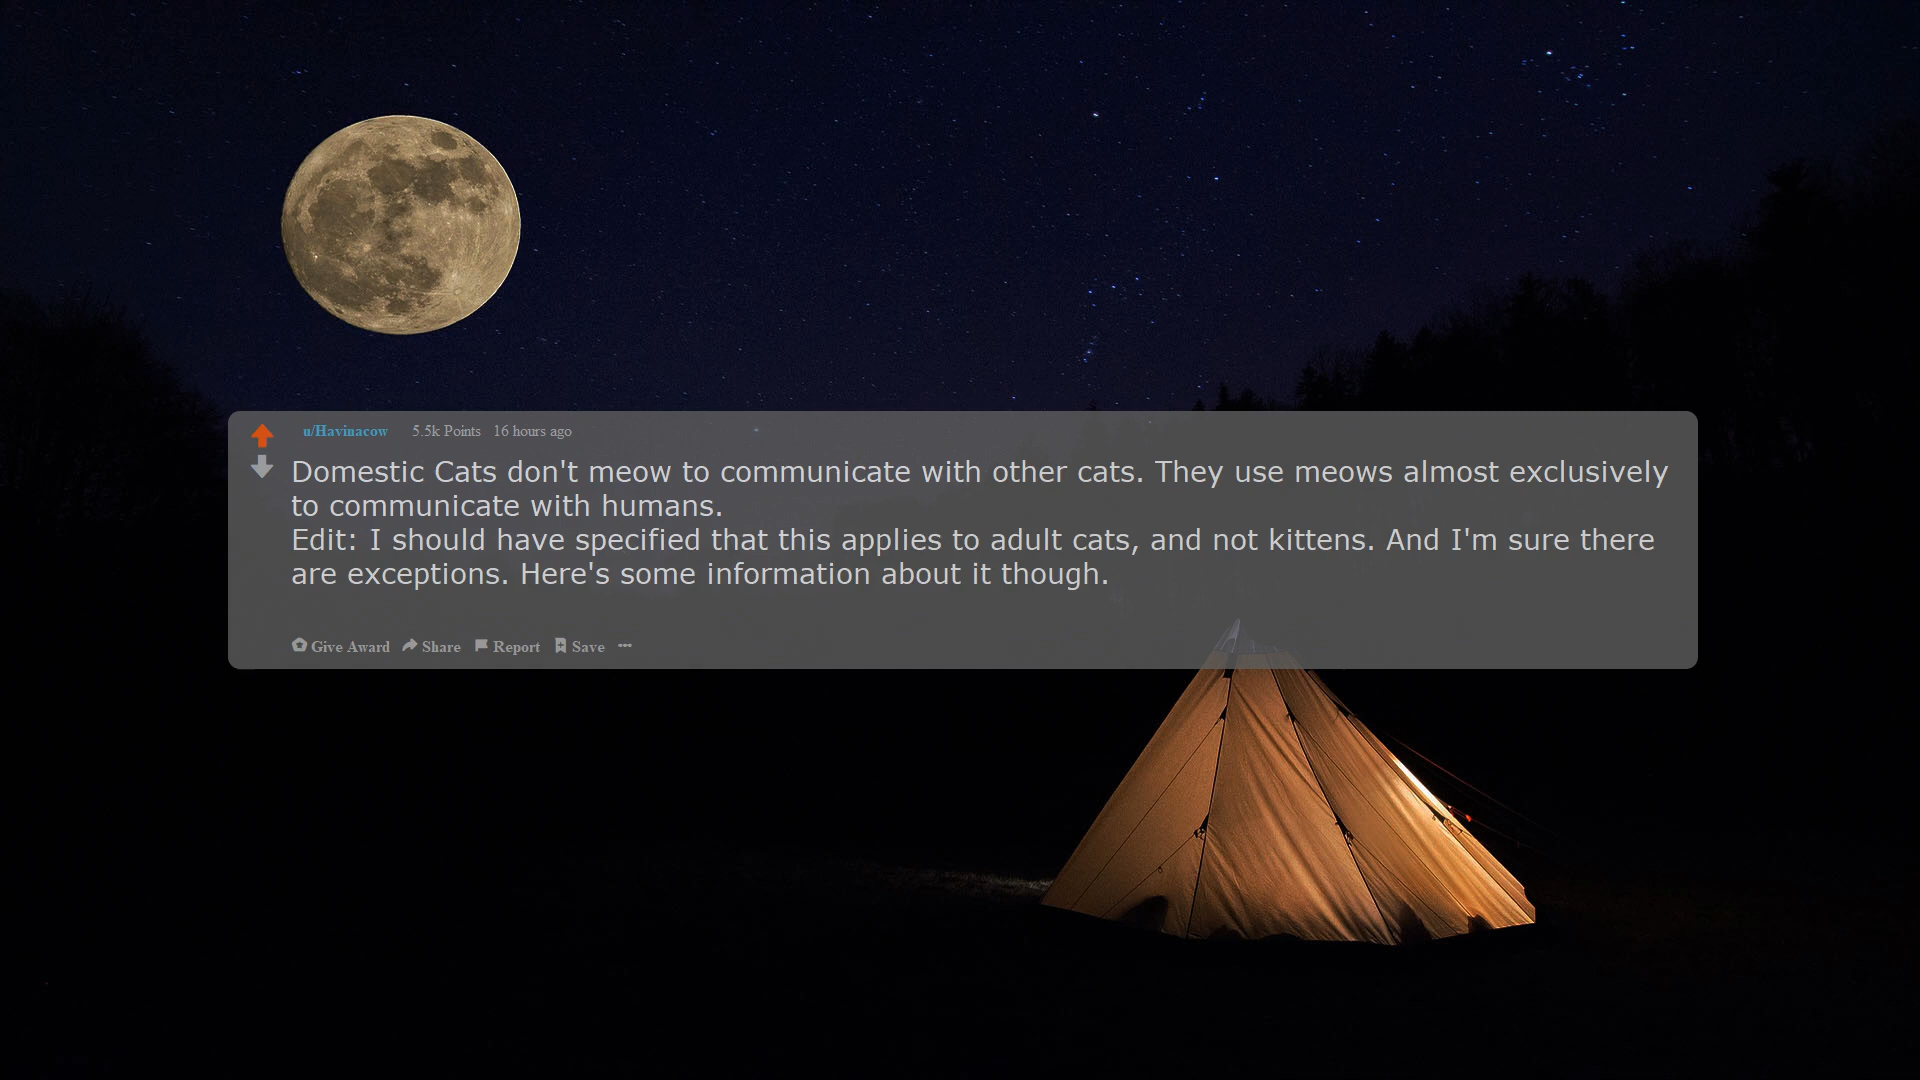 u/Havinacow 5.5k Points 16 hours ago
Domestic Cats don't meow to communicate with other cats. They use meows almost exclusively
to communicate with humans.
Edit: I should have specified that this applies to adult cats, and not kittens. And I'm sure there
are exceptions. Here's some information about it though.
Give Award Share Report Save ···